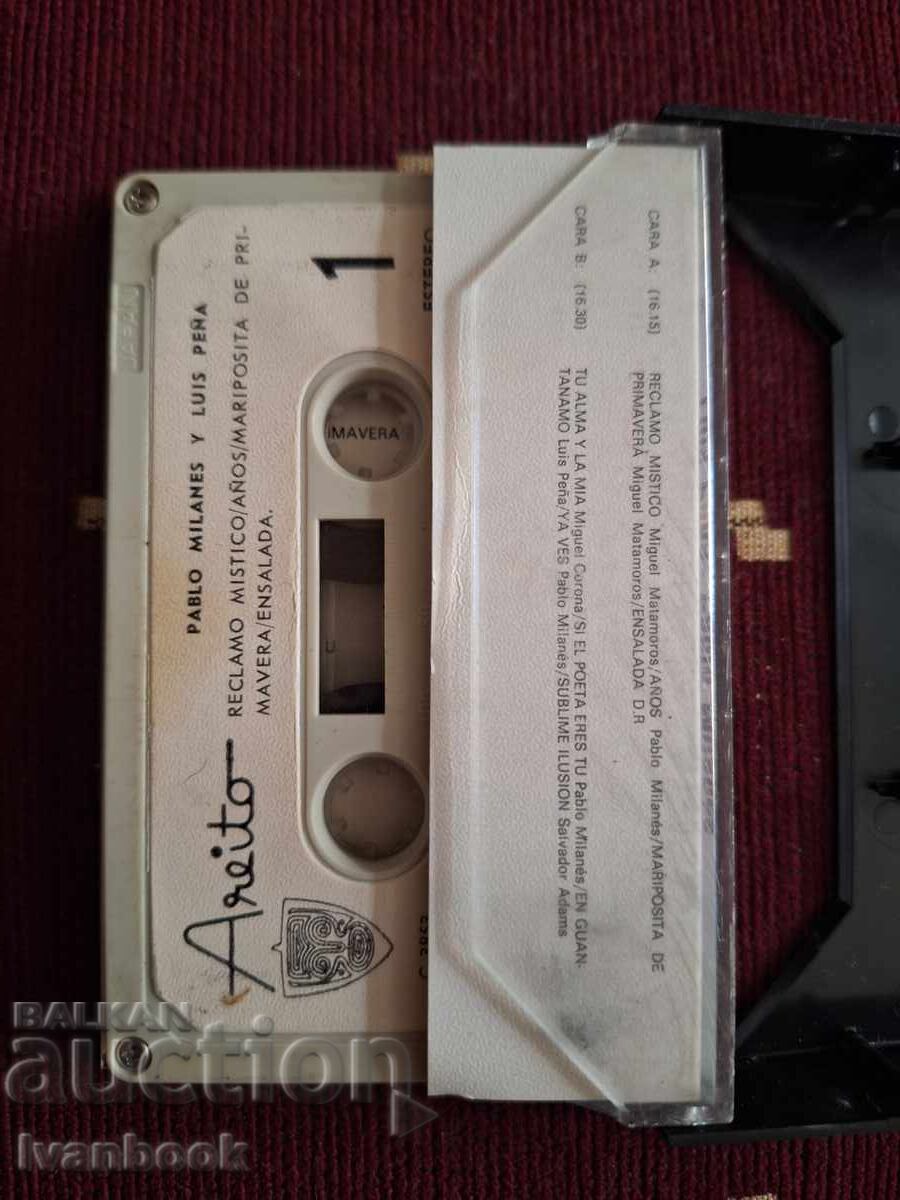 PABLO MILANES Y LUIS PEÑA
RECLAMO MISTICO/AÑOS/MARIPOSITA DE PRI-
MAVERA/ENSALADA.
Areito
1
ESTEREO
iMAVERA
JAPAN
CARA A: (16.15) RECLAMO MISTICO Miguel Matamoros/AÑOS Pablo Milanés/MARIPOSITA DE
PRIMAVERA Miguel Matamoros/ENSALADA D.R
CARA B: (16.30) TU ALMA Y LA MIA Miguel Corona/SI EL POETA ERES TU Pablo Milanés/EN GUAN-
TANAMO Luis Peña/YA VES Pablo Milanés/SUBLIME ILUSION Salvador Adams
BALKAN
auction
Ivanbook